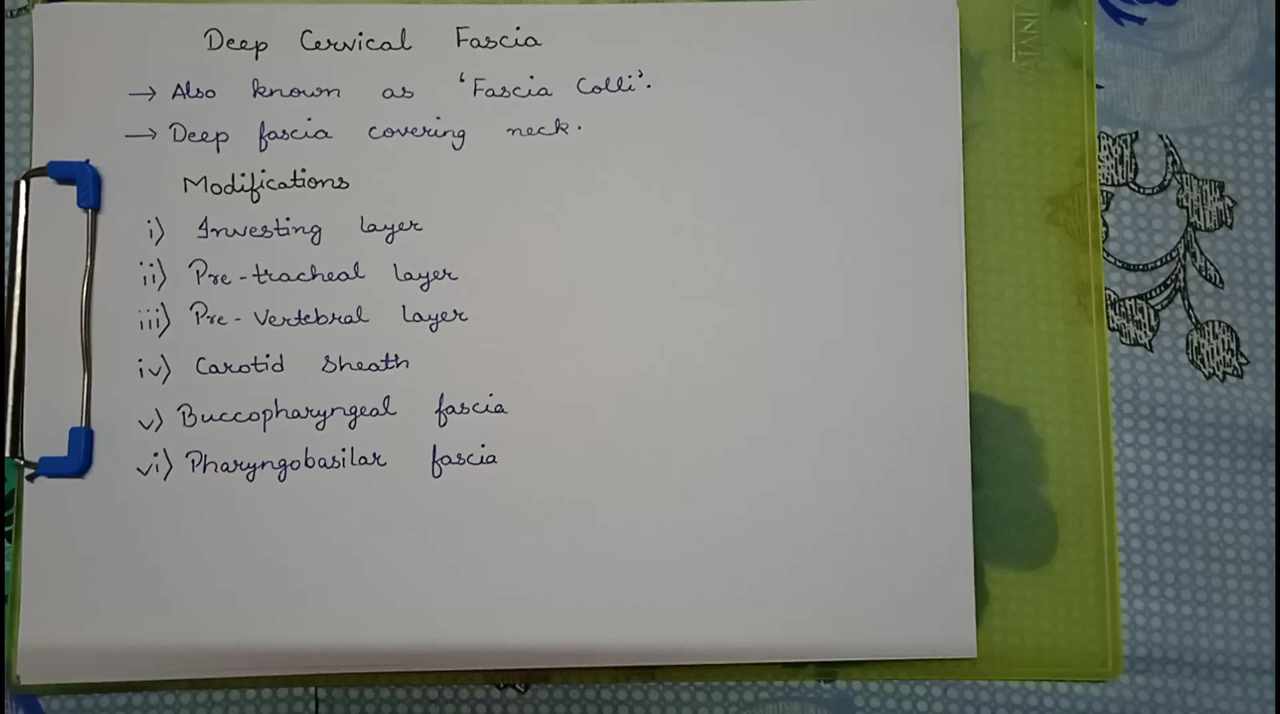 Deep Cervical Fascia
→ Also known as 'Fascia Colli'.
→ Deep fascia covering neck.
Modifications
i) Investing layer
ii) Pre-tracheal layer
iii) Pre-Vertebral layer
iv) Carotid Sheath
v) Buccopharyngeal fascia
vi) Pharyngobasilar fascia